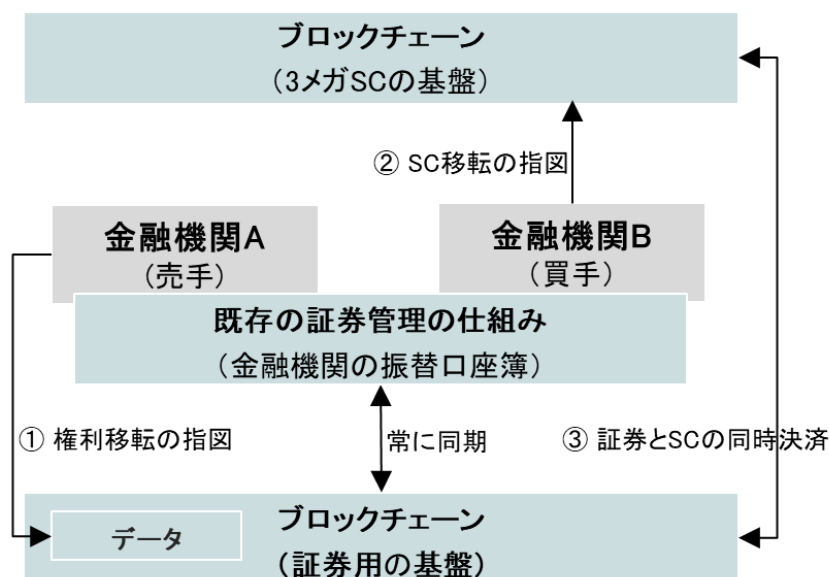 ブロックチェーン
（3メガSCの基盤）
② SC移転の指図
金融機関A
（売手）
金融機関B
（買手）
既存の証券管理の仕組み
（金融機関の振替口座簿）
① 権利移転の指図
常に同期
③ 証券とSCの同時決済
データ
ブロックチェーン
（証券用の基盤）